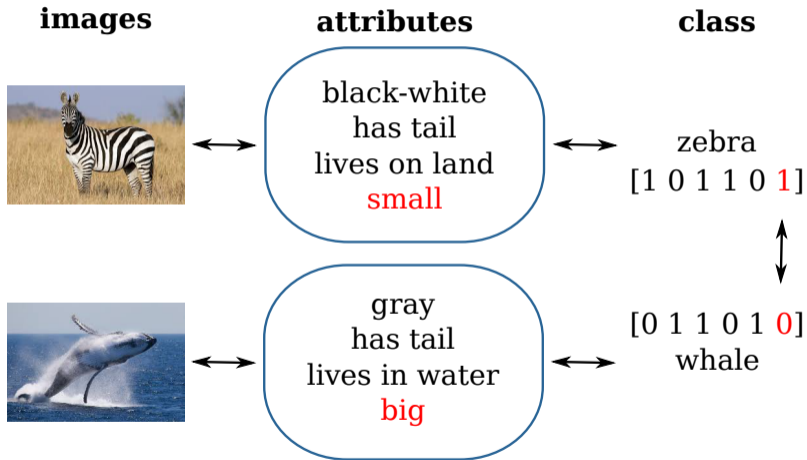 images
attributes
class
black-white
has tail
lives on land
small
zebra
[1 0 1 1 0 1]
gray
has tail
lives in water
big
[0 1 1 0 1 0]
whale